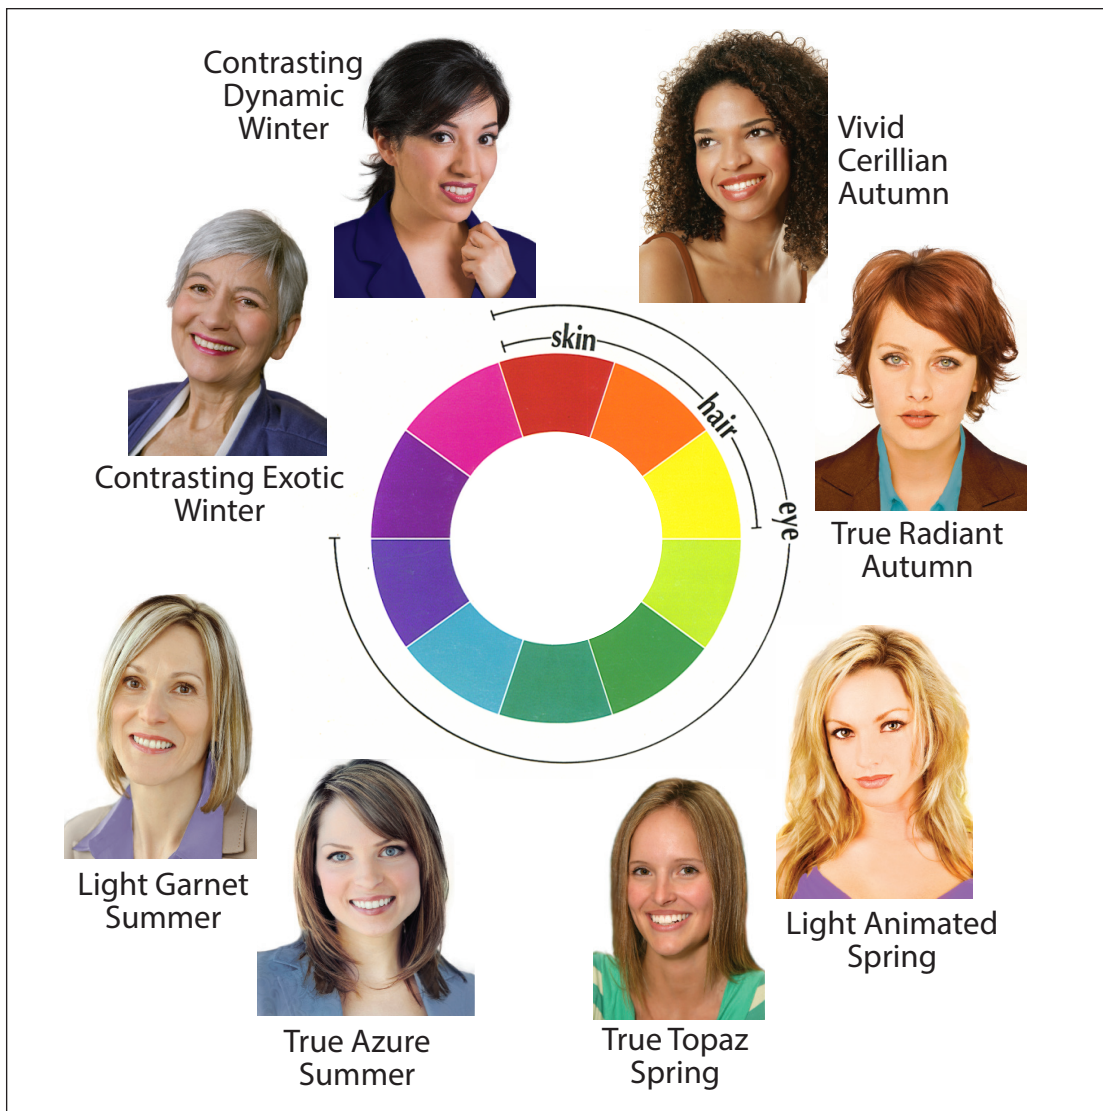 Contrasting
Dynamic
Winter
Vivid
Cerillian
Autumn
Contrasting Exotic
Winter
skin
hair
eye
True Radiant
Autumn
Light Garnet
Summer
Light Animated
Spring
True Azure
Summer
True Topaz
Spring